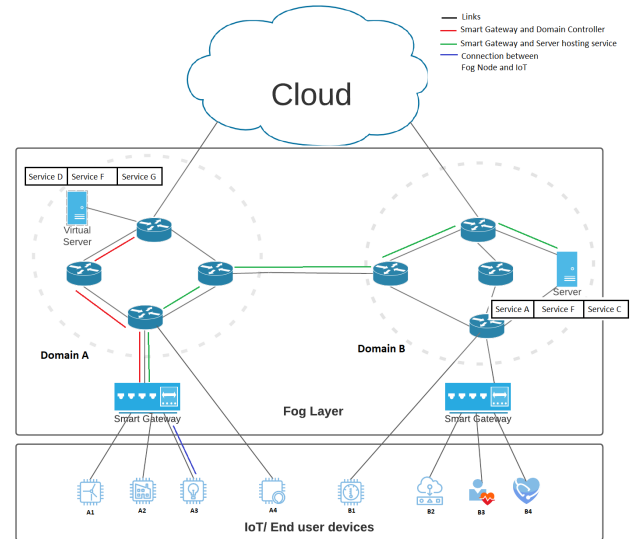 Links
Smart Gateway and Domain Controller
Smart Gateway and Server hosting service
Connection between
Fog Node and IoT
Cloud
Service D Service F Service G
Virtual
Server
Server
Service A Service F Service C
Domain A
Domain B
Fog Layer
Smart Gateway
Smart Gateway
A1 A2 A3 A4 B1 B2 B3 B4
IoT/ End user devices